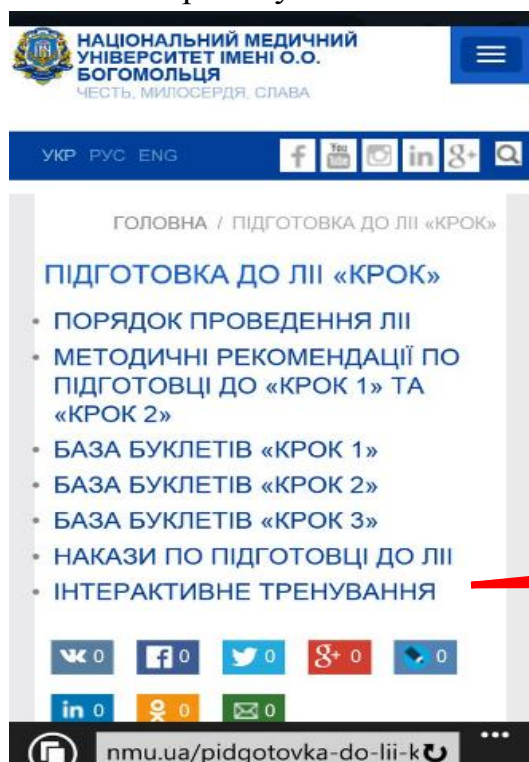 НАЦІОНАЛЬНИЙ МЕДИЧНИЙ
УНІВЕРСИТЕТ ІМЕНІ О.О.
БОГОМОЛЬЦЯ
ЧЕСТЬ, МИЛОСЕРДЯ, СЛАВА
УКР РУС ENG
ГОЛОВНА / ПІДГОТОВКА ДО ЛІІ «КРОК»
ПІДГОТОВКА ДО ЛІІ «КРОК»
• ПОРЯДОК ПРОВЕДЕННЯ ЛІІ
• МЕТОДИЧНІ РЕКОМЕНДАЦІЇ ПО
ПІДГОТОВЦІ ДО «КРОК 1» ТА
«КРОК 2»
• БАЗА БУКЛЕТІВ «КРОК 1»
• БАЗА БУКЛЕТІВ «КРОК 2»
• БАЗА БУКЛЕТІВ «КРОК 3»
• НАКАЗИ ПО ПІДГОТОВЦІ ДО ЛІІ
• ІНТЕРАКТИВНЕ ТРЕНУВАННЯ
0 0 0 0 0
0 0 0
nmu.ua/pidgotovka-do-lii-k